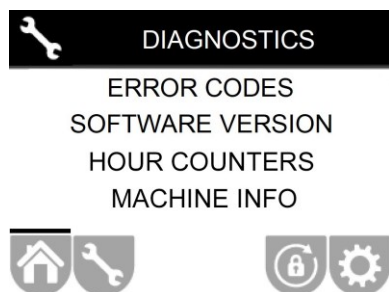 DIAGNOSTICS
ERROR CODES
SOFTWARE VERSION
HOUR COUNTERS
MACHINE INFO